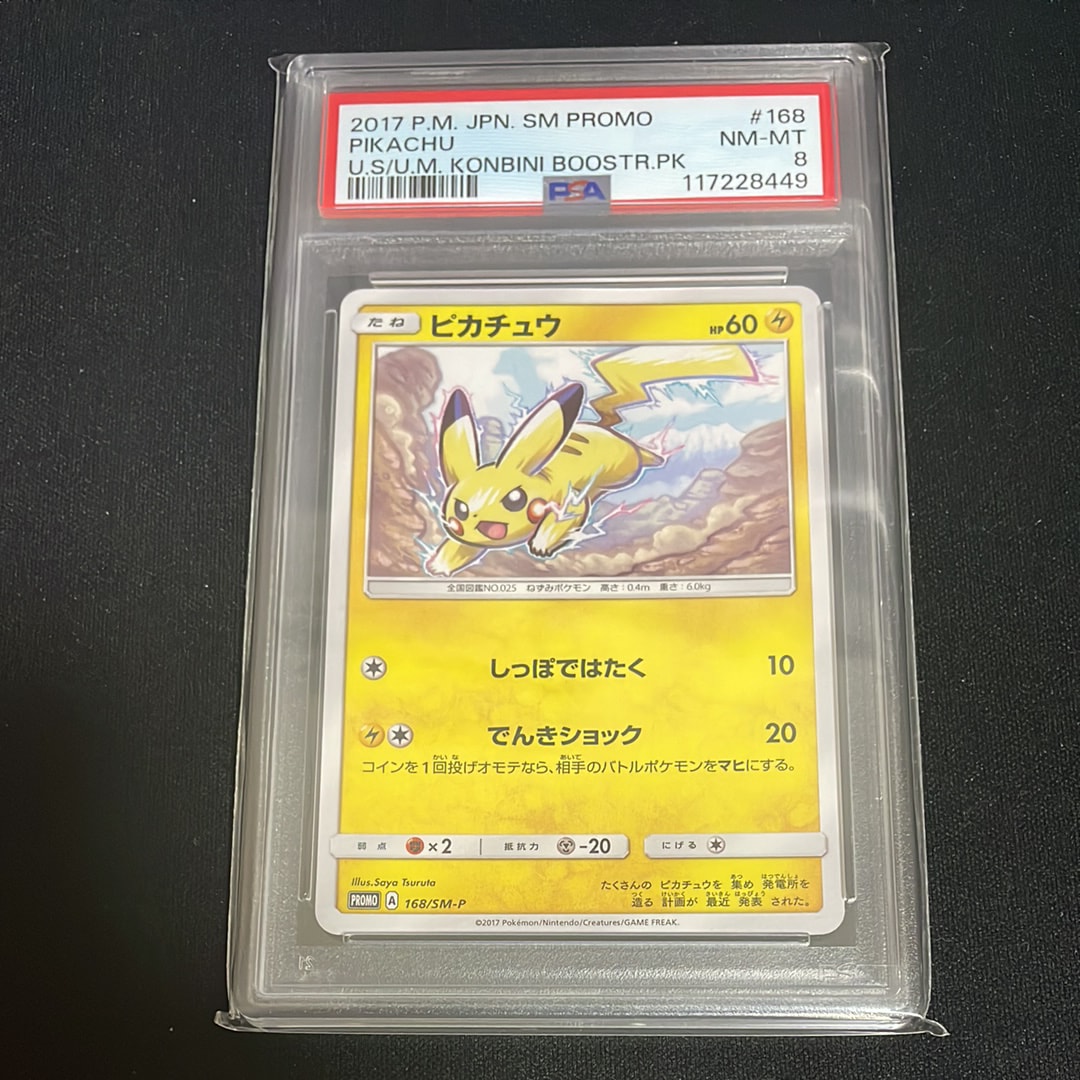 2017 P.M. JPN. SM PROMO #168
PIKACHU NM-MT
U.S/U.M. KONBINI BOOSTR.PK 8
PSA 117228449
たね ピカチュウ HP60
全国図鑑NO.025 ねずみポケモン 高さ:0.4m 重さ:6.0kg
しっぽではたく 10
でんきショック 20
コインを1回投げオモテなら、相手のバトルポケモンをマヒにする。
弱点 ×2 抵抗力 -20 にげる
Illus.Saya Tsuruta
たくさんの ピカチュウを 集め 発電所を
PROMO A 168/SM-P
造る 計画が 最近 発表 された。
©2017 Pokémon/Nintendo/Creatures/GAME FREAK.